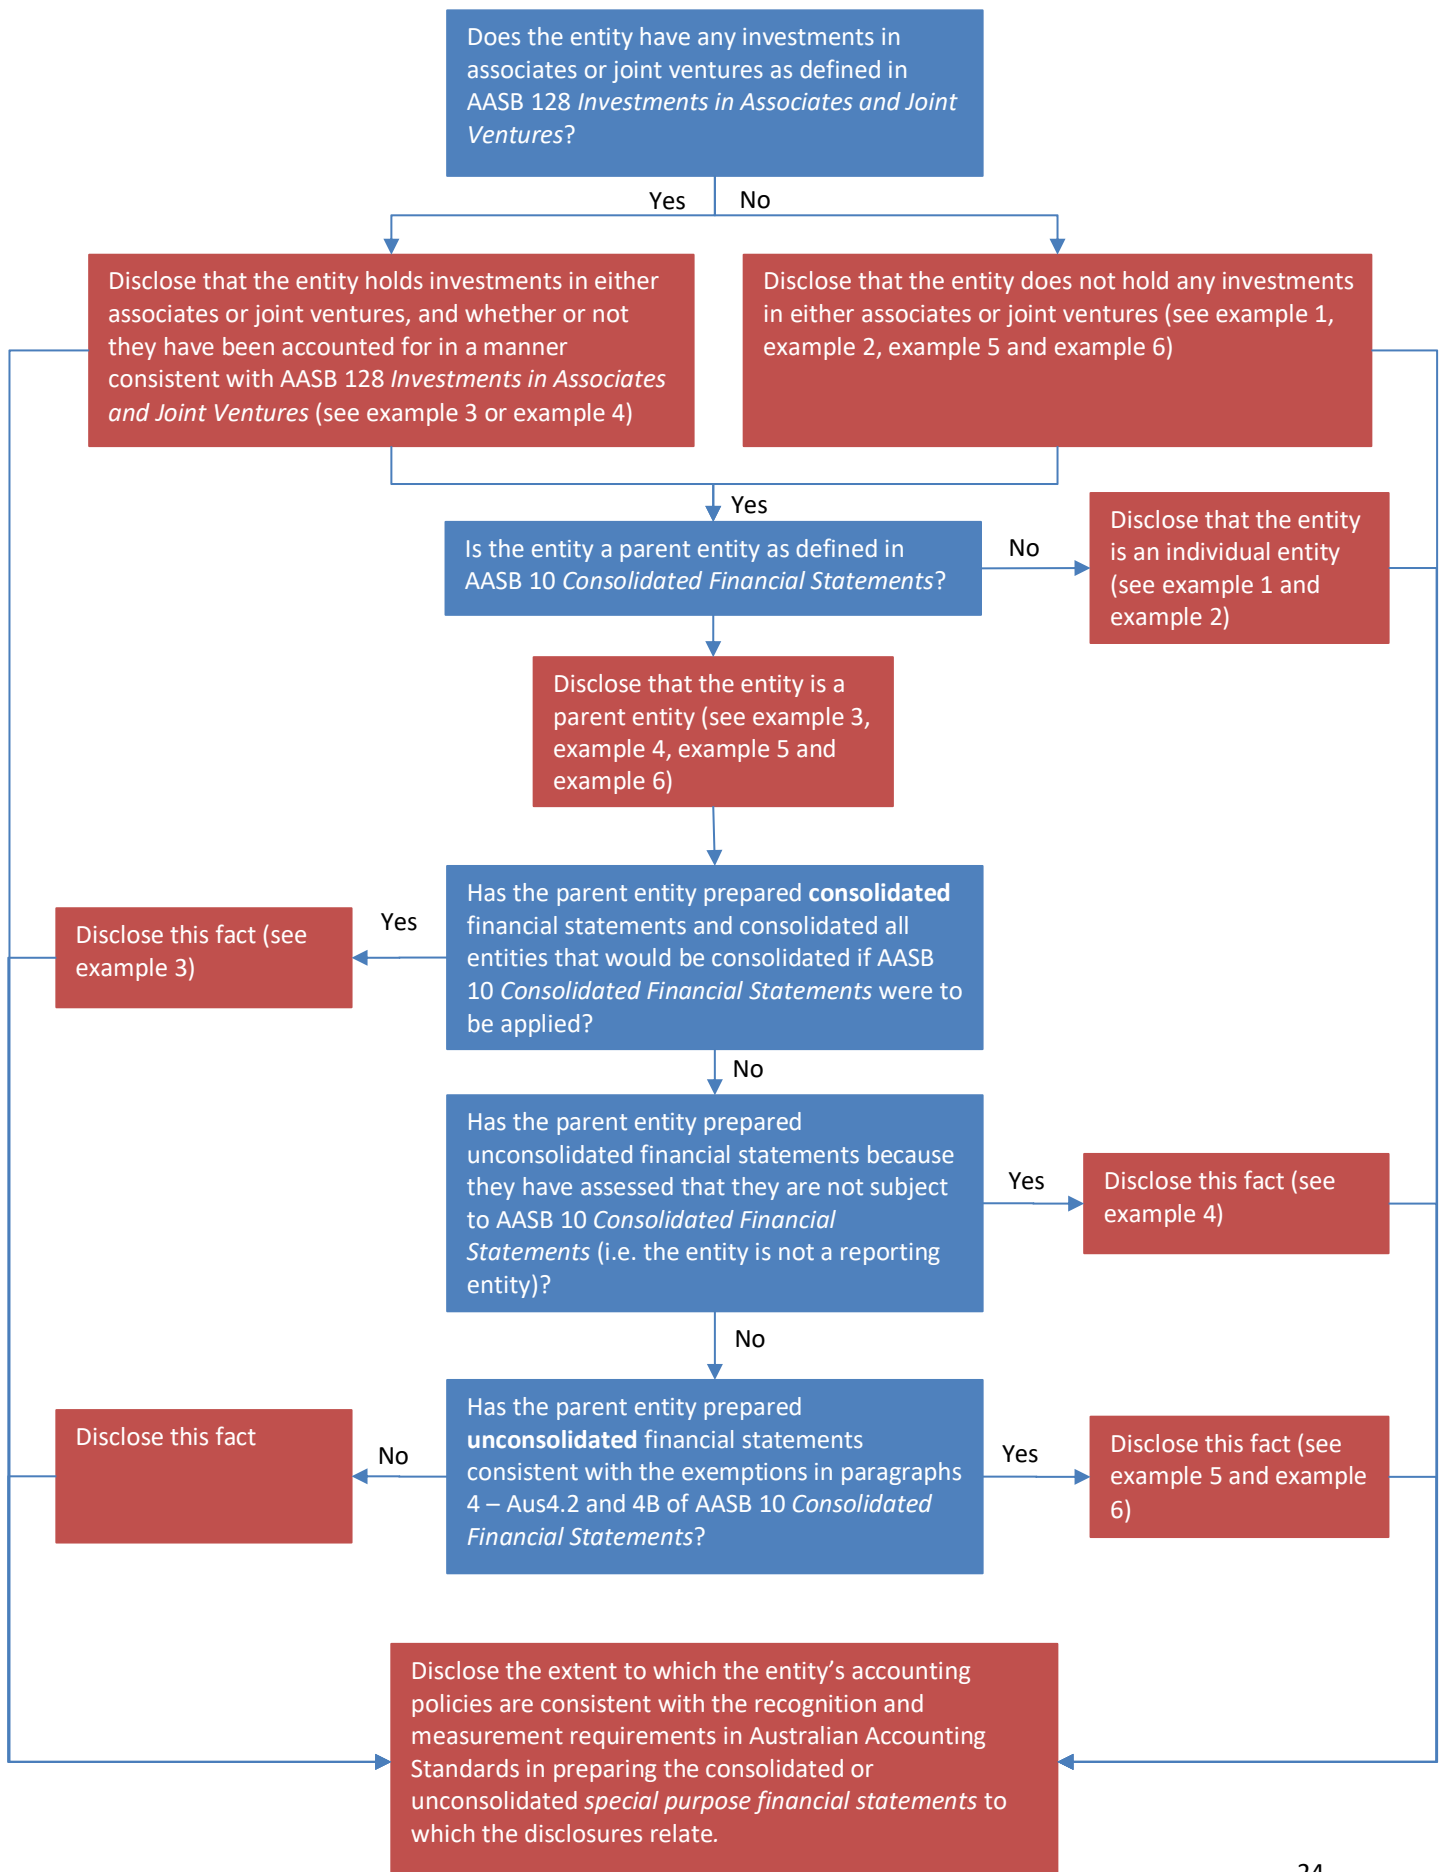 Does the entity have any investments in
associates or joint ventures as defined in
AASB 128 Investments in Associates and Joint
Ventures?
Yes
No
Disclose that the entity holds investments in either
associates or joint ventures, and whether or not
they have been accounted for in a manner
consistent with AASB 128 Investments in Associates
and Joint Ventures (see example 3 or example 4)
Disclose that the entity does not hold any investments
in either associates or joint ventures (see example 1,
example 2, example 5 and example 6)
Yes
Is the entity a parent entity as defined in
AASB 10 Consolidated Financial Statements?
No
Disclose that the entity
is an individual entity
(see example 1 and
example 2)
Disclose that the entity is a
parent entity (see example 3,
example 4, example 5 and
example 6)
Has the parent entity prepared consolidated
financial statements and consolidated all
entities that would be consolidated if AASB
10 Consolidated Financial Statements were to
be applied?
Yes
Disclose this fact (see
example 3)
No
Has the parent entity prepared
unconsolidated financial statements because
they have assessed that they are not subject
to AASB 10 Consolidated Financial
Statements (i.e. the entity is not a reporting
entity)?
Yes
Disclose this fact (see
example 4)
No
Has the parent entity prepared
unconsolidated financial statements
consistent with the exemptions in paragraphs
4 – Aus4.2 and 4B of AASB 10 Consolidated
Financial Statements?
No
Disclose this fact
Yes
Disclose this fact (see
example 5 and example
6)
Disclose the extent to which the entity’s accounting
policies are consistent with the recognition and
measurement requirements in Australian Accounting
Standards in preparing the consolidated or
unconsolidated special purpose financial statements to
which the disclosures relate.
24